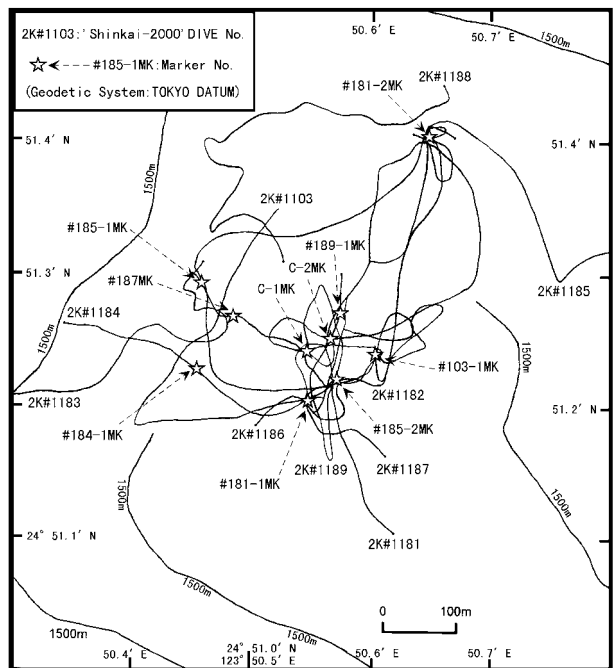 50.6' E
50.7' E
2K#1103:'Shinkai-2000' DIVE No.
#185-1MK:Marker No.
(Geodetic System:TOKYO DATUM)
1500m
#181-2MK
2K#1188
51.4' N
51.4' N
1500m
2K#1103
#185-1MK
#189-1MK
C-2MK
51.3' N
#187MK
C-1MK
2K#1185
2K#1184
1500m
1500m
#103-1MK
2K#1183
2K#1182
51.2' N
#184-1MK
2K#1186
#185-2MK
2K#1189
2K#1187
#181-1MK
1500m
1500m
24° 51.1' N
2K#1181
1500m
0 100m
1500m
24° 51.0' N
50.4' E
123° 50.5' E
50.6' E
50.7' E